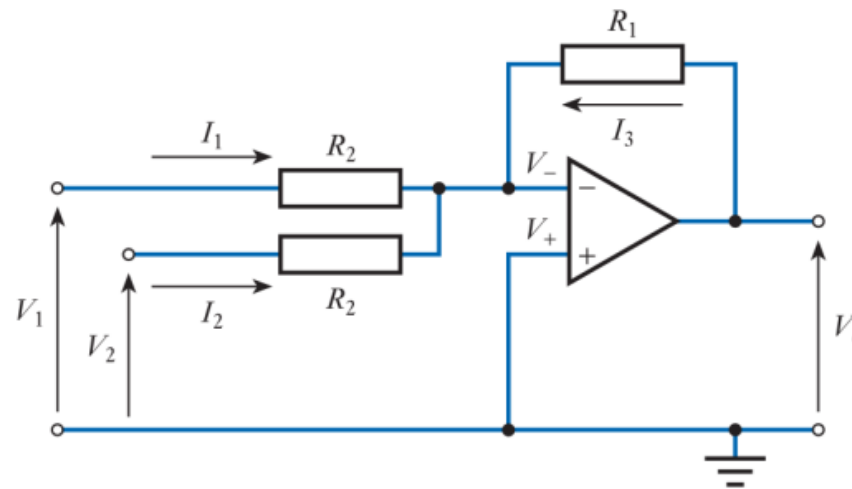 R₁
I₃
I₁
R₂
V₋
−
V₊
+
R₂
I₂
V₁
V₂
V